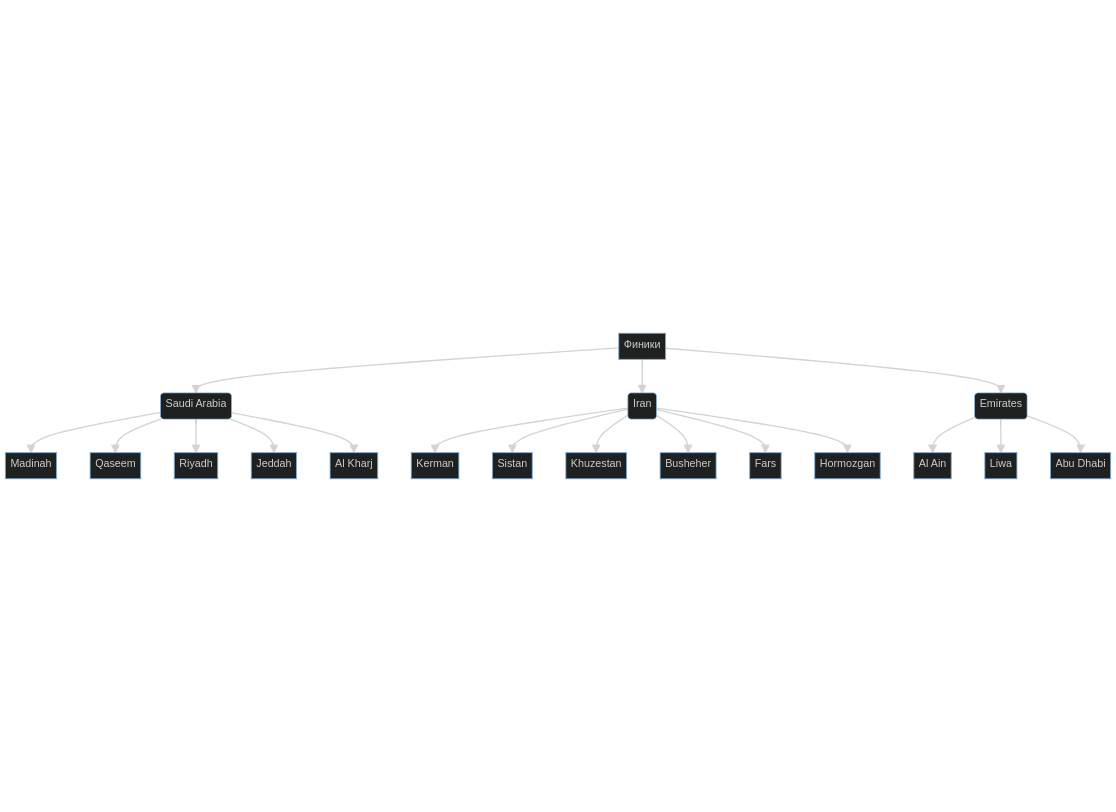 Финики
Saudi Arabia
Iran
Emirates
Madinah
Qaseem
Riyadh
Jeddah
Al Kharj
Kerman
Sistan
Khuzestan
Busheher
Fars
Hormozgan
Al Ain
Liwa
Abu Dhabi